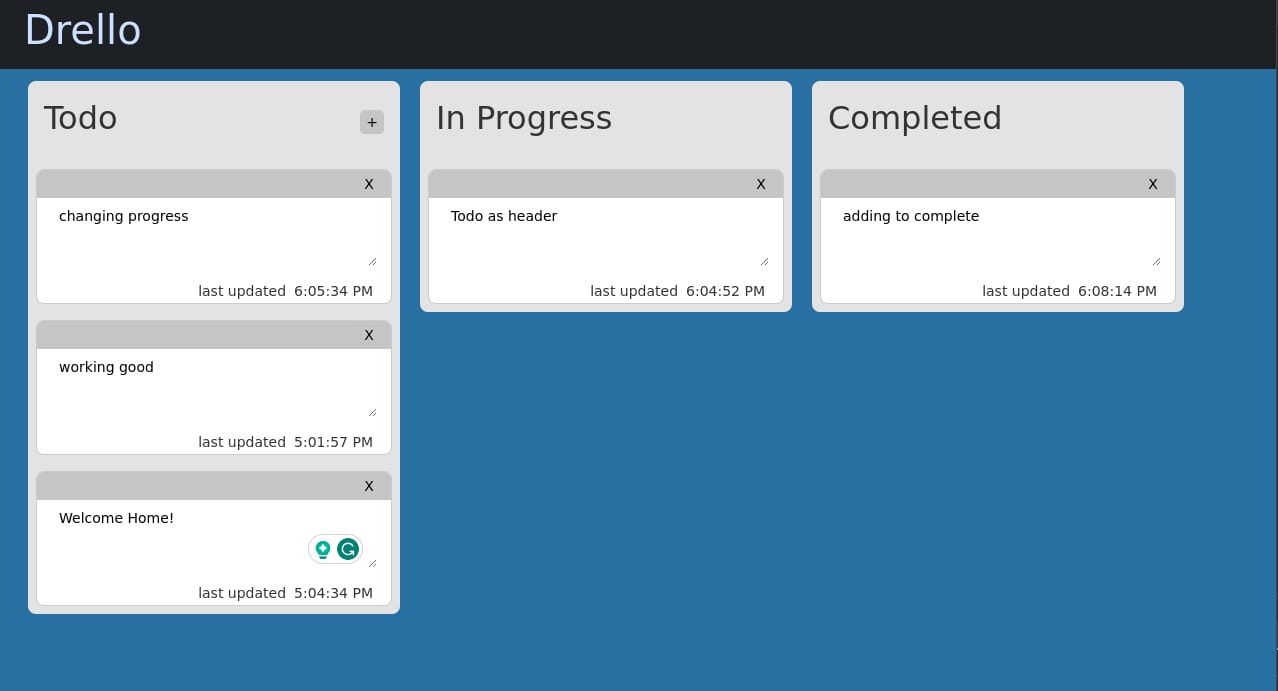 Drello
Todo
+
X
changing progress
last updated 6:05:34 PM
X
working good
last updated 5:01:57 PM
X
Welcome Home!
last updated 5:04:34 PM
In Progress
X
Todo as header
last updated 6:04:52 PM
Completed
X
adding to complete
last updated 6:08:14 PM